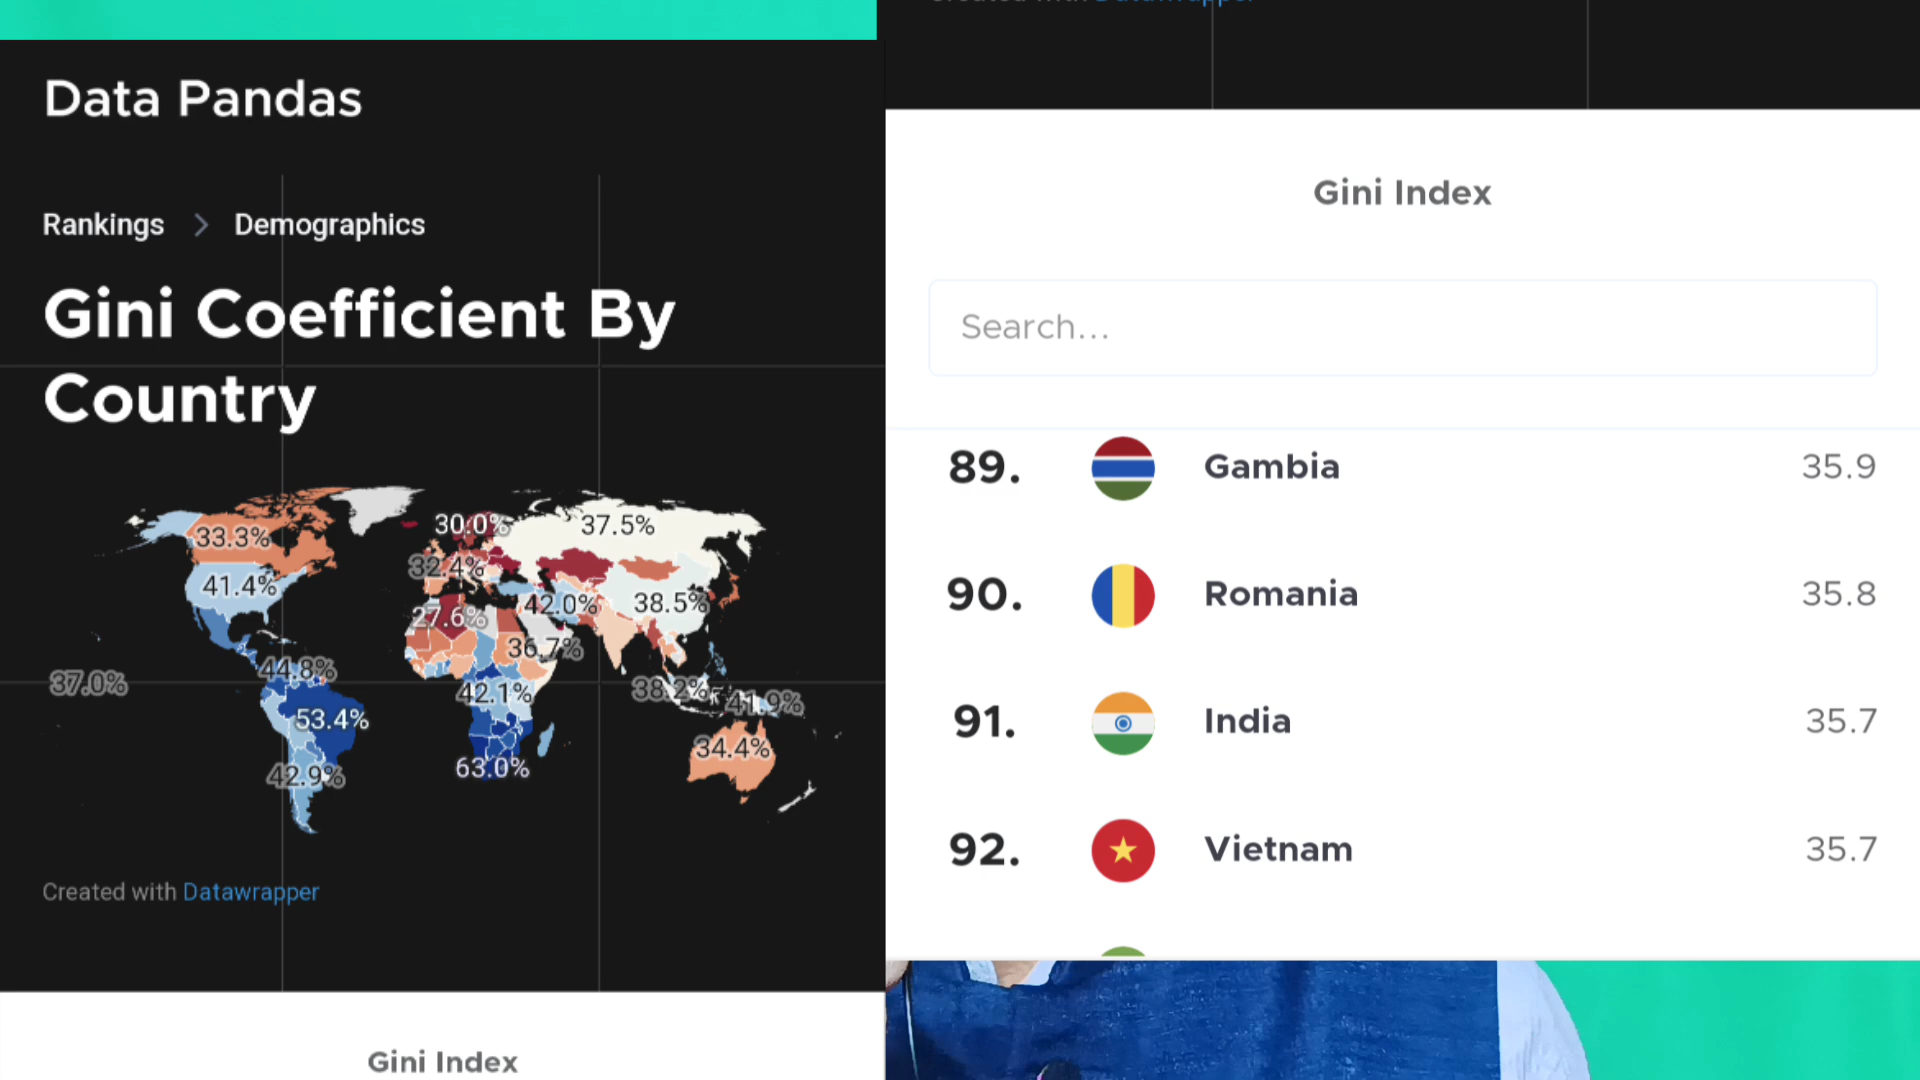 Data Pandas
Rankings > Demographics
Gini Coefficient By
Country
33.3%
30.0%
37.5%
41.4%
32.4%
27.6%
42.0%
38.5%
36.7%
37.0%
44.8%
42.1%
38.2%
41.9%
53.4%
34.4%
42.9%
63.0%
Created with Datawrapper
Gini Index
Created with Datawrapper
Gini Index
Search...
89. Gambia 35.9
90. Romania 35.8
91. India 35.7
92. Vietnam 35.7